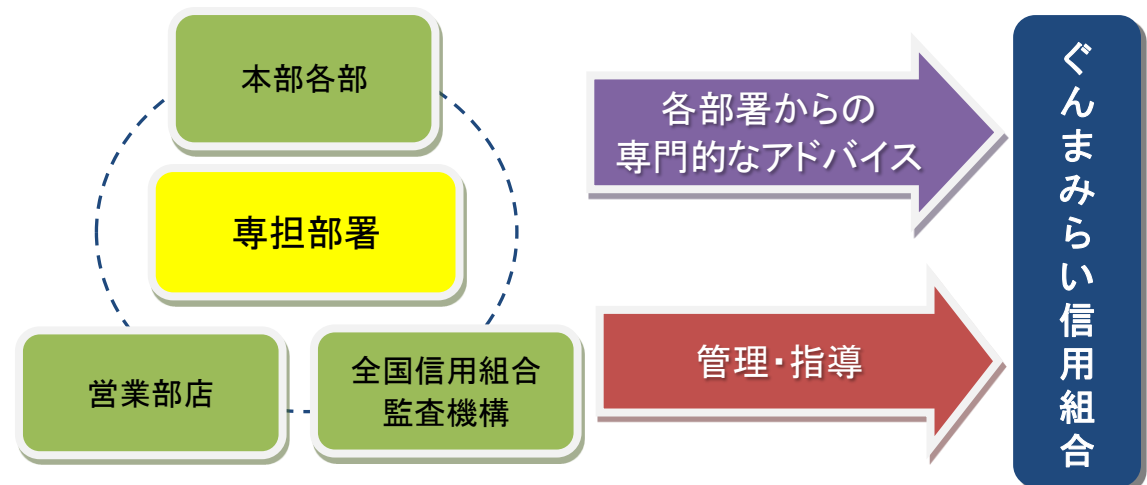 本部各部
専担部署
営業部店
全国信用組合
監査機構
各部署からの
専門的なアドバイス
管理・指導
ぐんまみらい信用組合